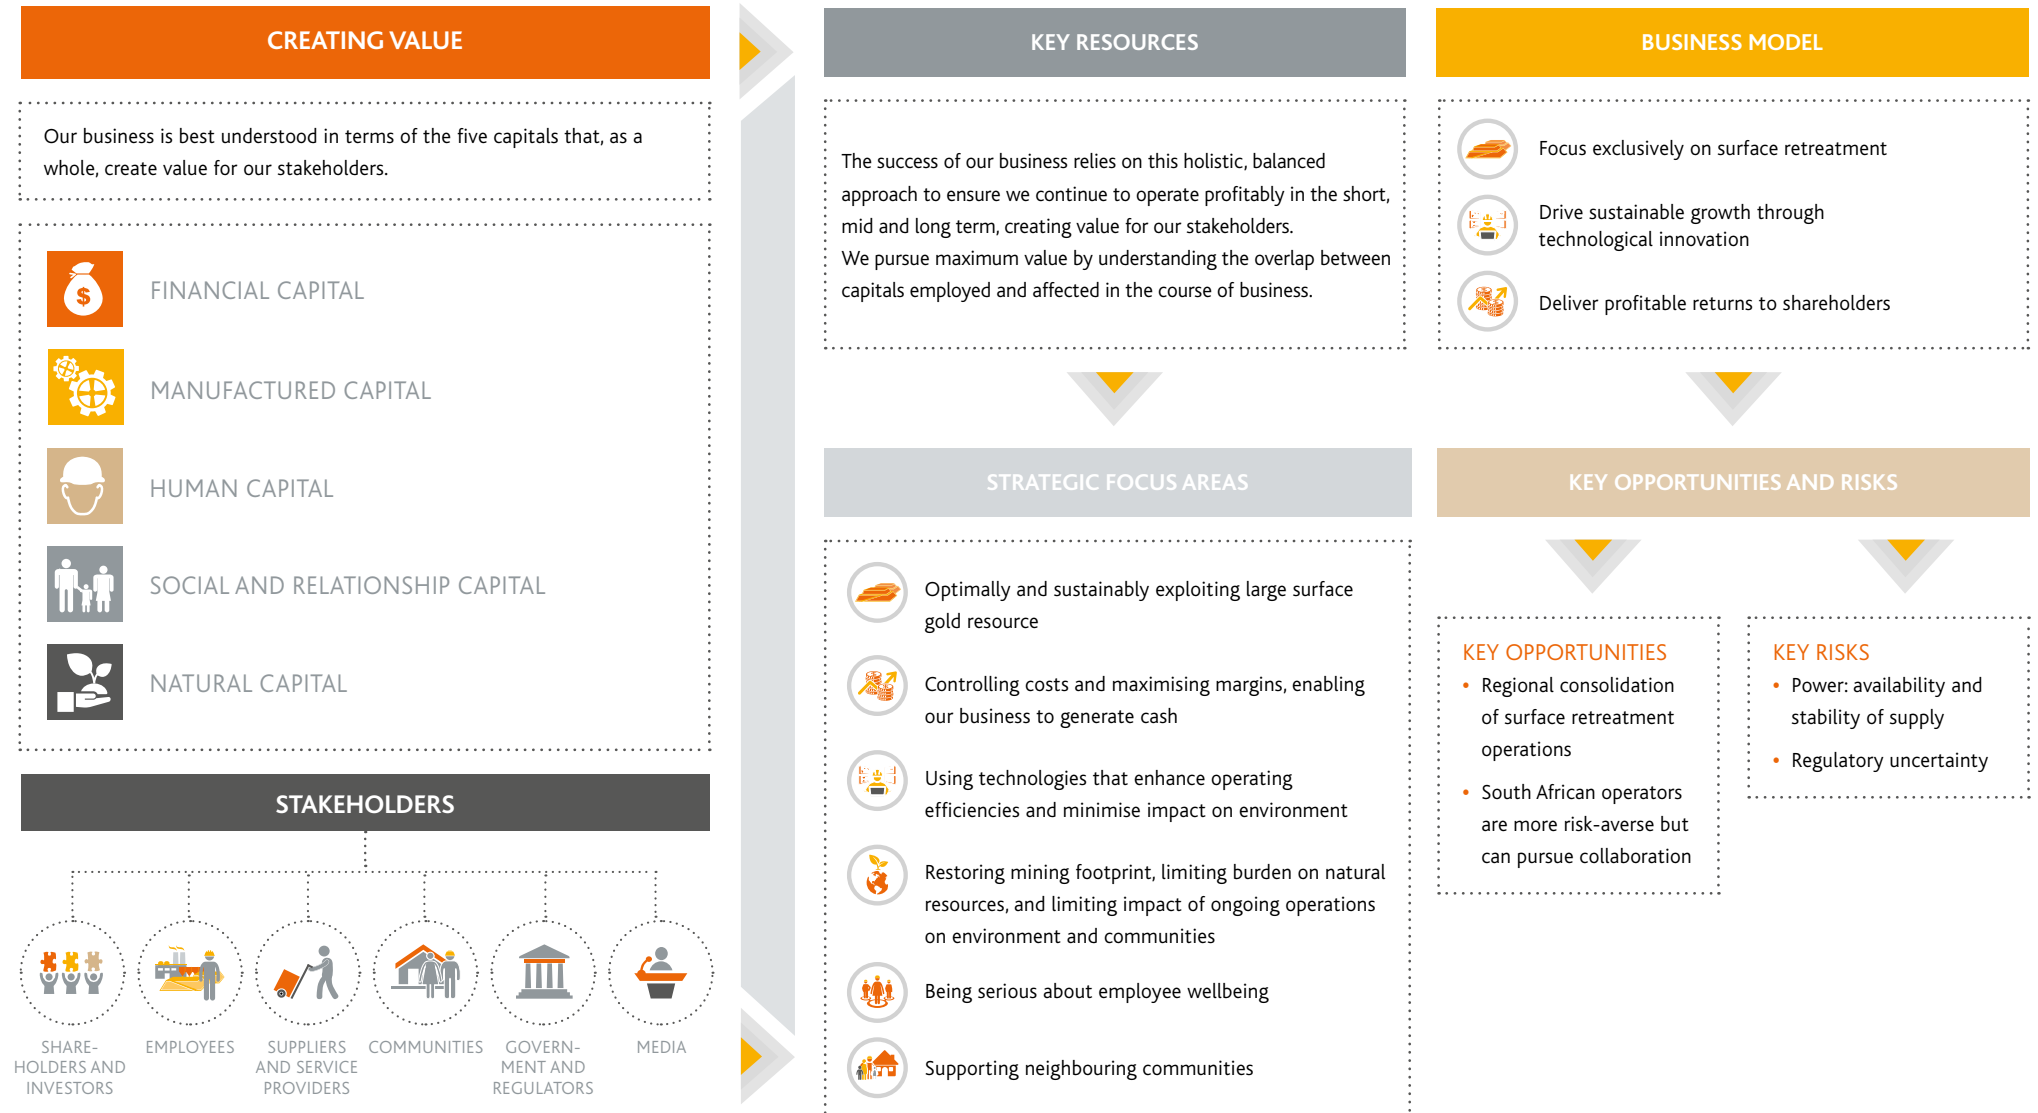 CREATING VALUE
Our business is best understood in terms of the five capitals that, as a
whole, create value for our stakeholders.
$
FINANCIAL CAPITAL
MANUFACTURED CAPITAL
HUMAN CAPITAL
SOCIAL AND RELATIONSHIP CAPITAL
NATURAL CAPITAL
STAKEHOLDERS
SHARE-
HOLDERS AND
INVESTORS
EMPLOYEES
SUPPLIERS
AND SERVICE
PROVIDERS
COMMUNITIES
GOVERN-
MENT AND
REGULATORS
MEDIA
KEY RESOURCES
The success of our business relies on this holistic, balanced
approach to ensure we continue to operate profitably in the short,
mid and long term, creating value for our stakeholders.
We pursue maximum value by understanding the overlap between
capitals employed and affected in the course of business.
STRATEGIC FOCUS AREAS
Optimally and sustainably exploiting large surface
gold resource
Controlling costs and maximising margins, enabling
our business to generate cash
Using technologies that enhance operating
efficiencies and minimise impact on environment
Restoring mining footprint, limiting burden on natural
resources, and limiting impact of ongoing operations
on environment and communities
Being serious about employee wellbeing
Supporting neighbouring communities
BUSINESS MODEL
Focus exclusively on surface retreatment
Drive sustainable growth through
technological innovation
Deliver profitable returns to shareholders
KEY OPPORTUNITIES AND RISKS
KEY OPPORTUNITIES
• Regional consolidation
of surface retreatment
operations
• South African operators
are more risk-averse but
can pursue collaboration
KEY RISKS
• Power: availability and
stability of supply
• Regulatory uncertainty